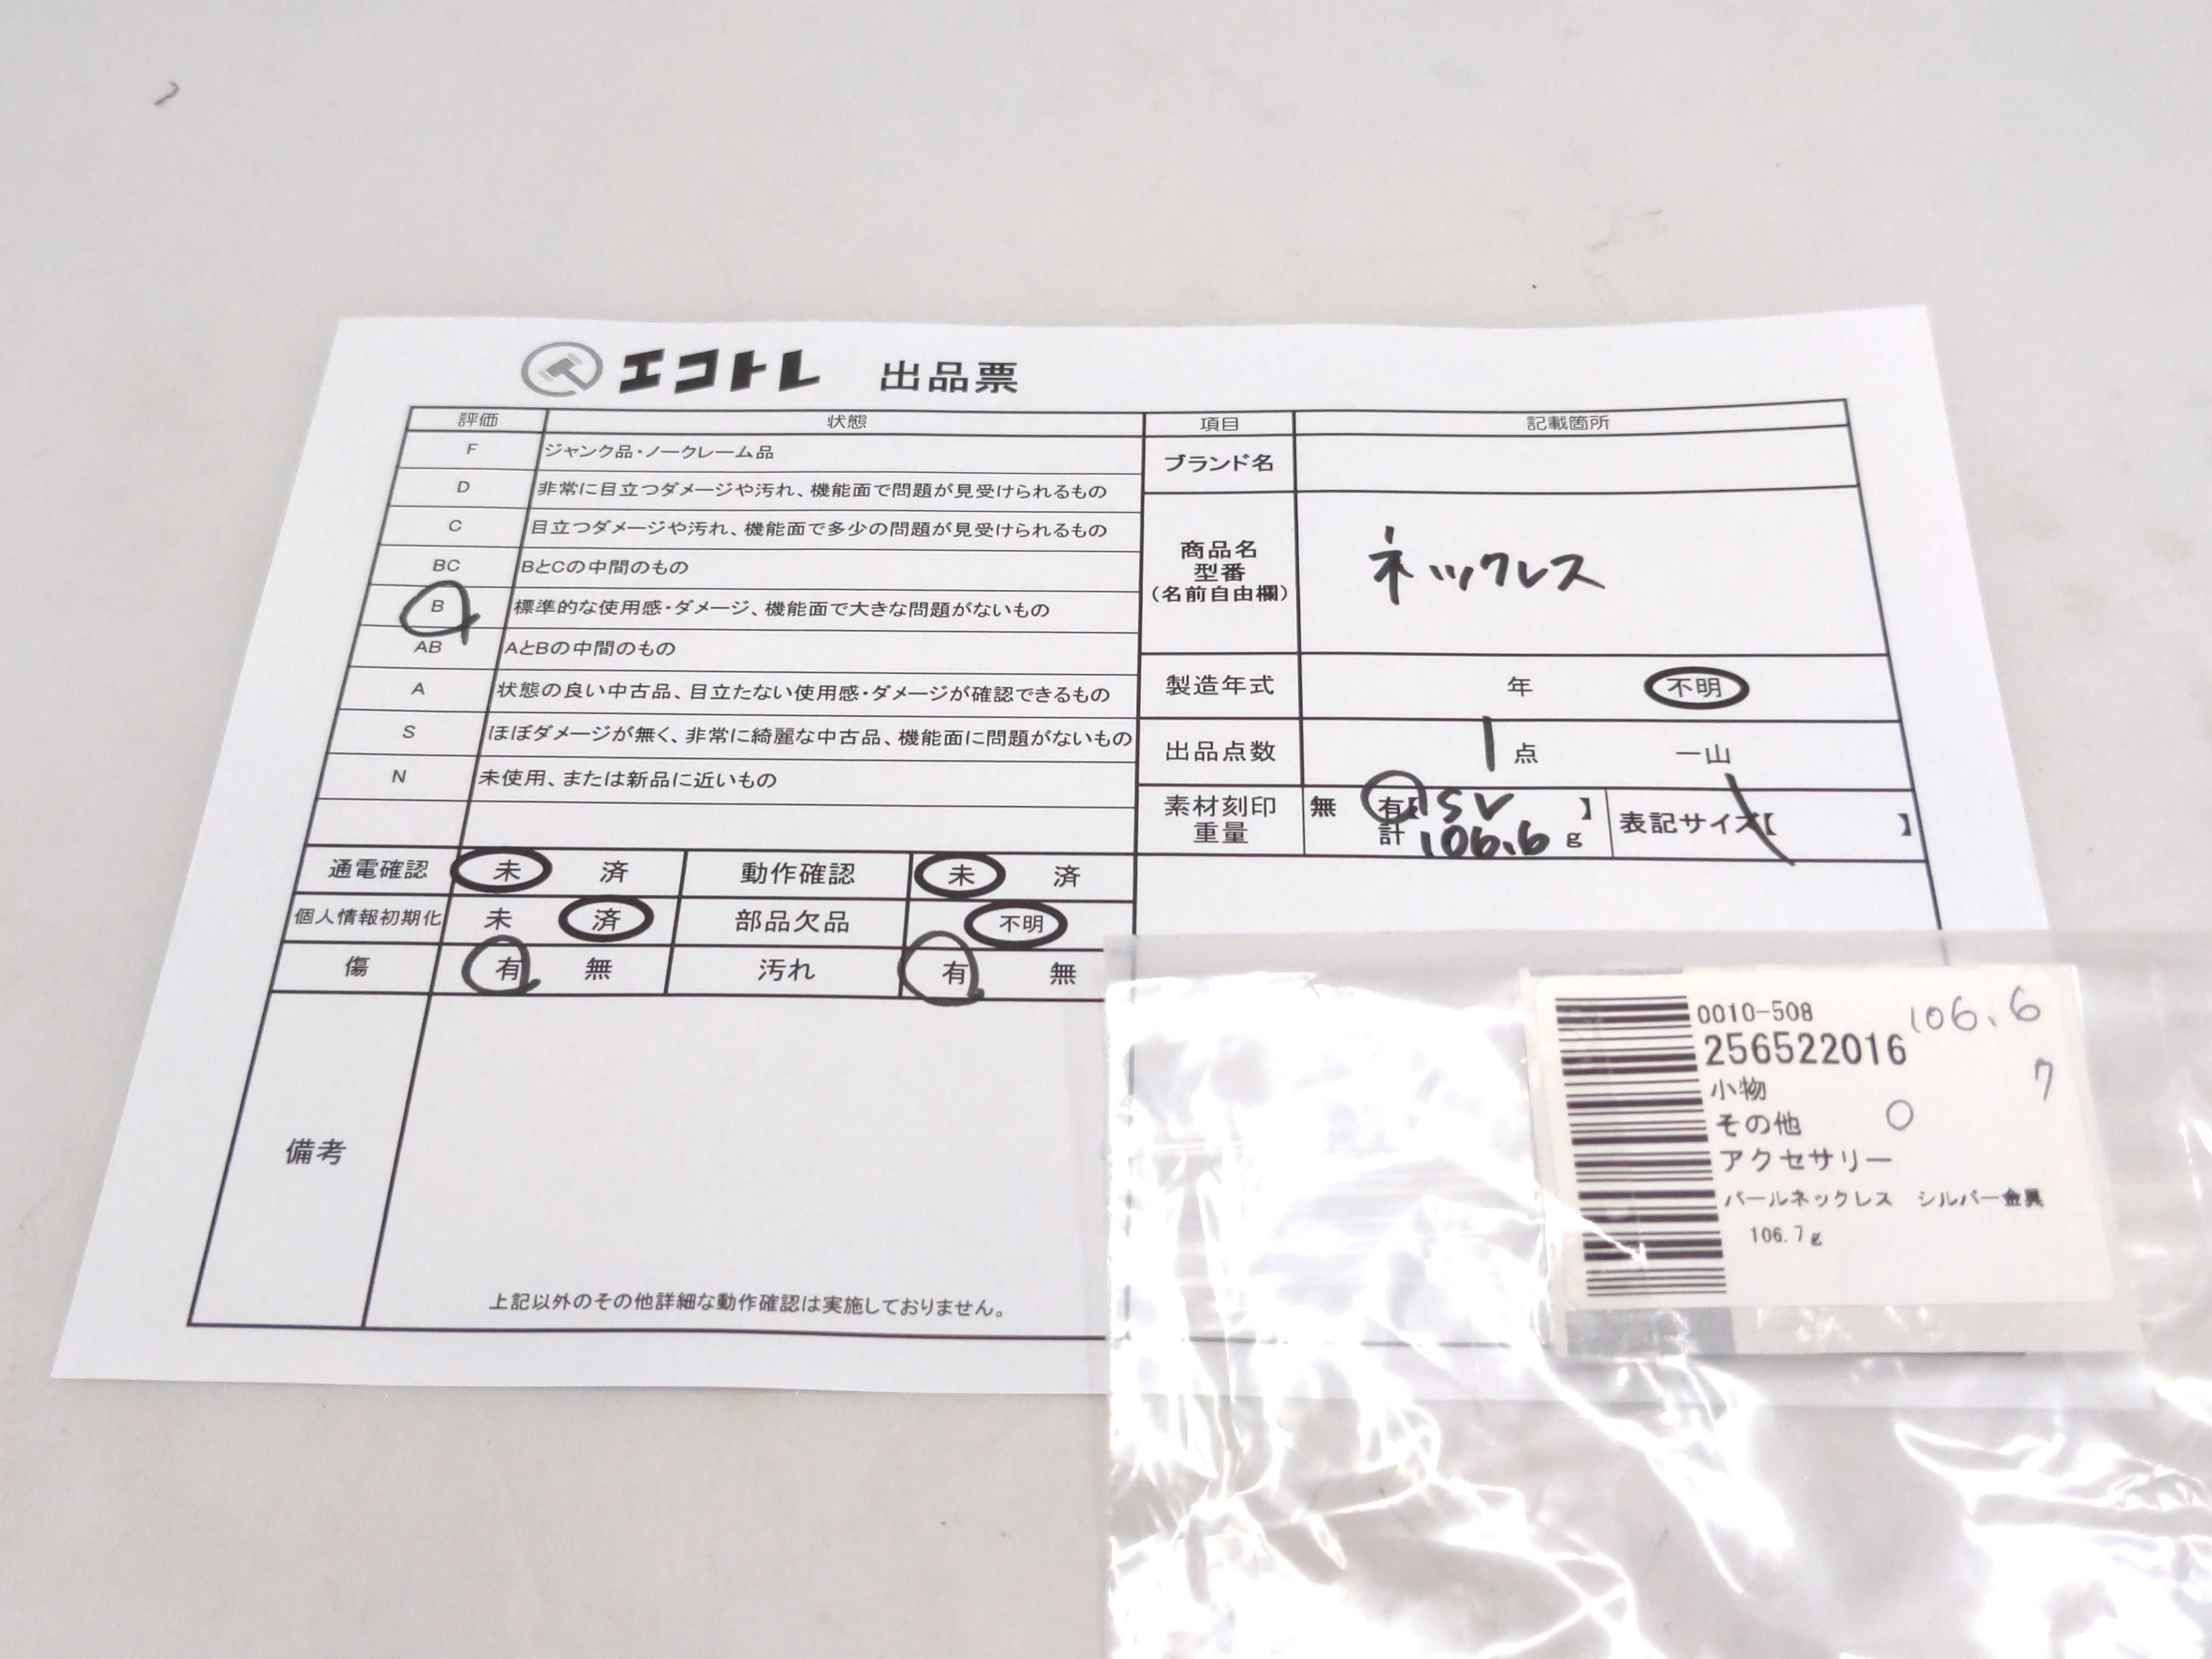 エコトレ 出品票
評価 状態 項目 記載箇所
F ジャンク品・ノークレーム品
D 非常に目立つダメージや汚れ、機能面で問題が見受けられるもの
C 目立つダメージや汚れ、機能面で多少の問題が見受けられるもの
BC BとCの中間のもの
B 標準的な使用感・ダメージ、機能面で大きな問題がないもの
AB AとBの中間のもの
A 状態の良い中古品、目立たない使用感・ダメージが確認できるもの
S ほぼダメージが無く、非常に綺麗な中古品、機能面に問題がないもの
N 未使用、または新品に近いもの
ブランド名
商品名
型番
(名前自由欄)
ネックレス
製造年式 年 不明
出品点数 1 点 一山
素材刻印
重量
無 有【SV 】
計 106.6 g
表記サイズ【 】
通電確認 未 済 動作確認 未 済
個人情報初期化 未 済 部品欠品 不明
傷 有 無 汚れ 有 無
備考
上記以外のその他詳細な動作確認は実施しておりません。
0010-508 106.6
256522016
小物 7
その他 ○
アクセサリー
パールネックレス シルバー金具
106.7g